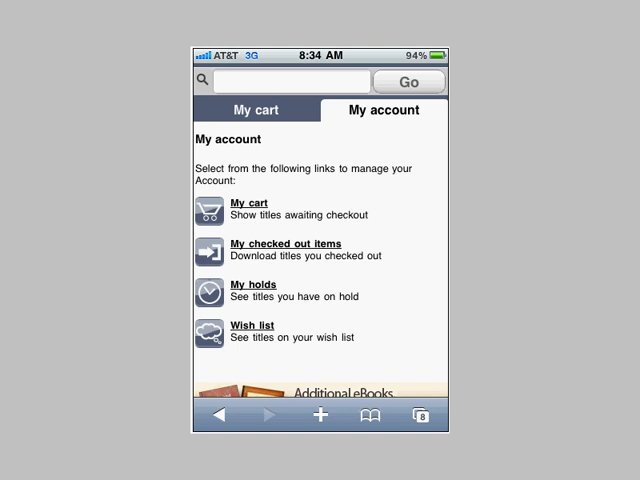 AT&T 3G 8:34 AM 94%
Go
My cart My account
My account
Select from the following links to manage your
Account:
My cart
Show titles awaiting checkout
My checked out items
Download titles you checked out
My holds
See titles you have on hold
Wish list
See titles on your wish list
Additional eBooks,
8